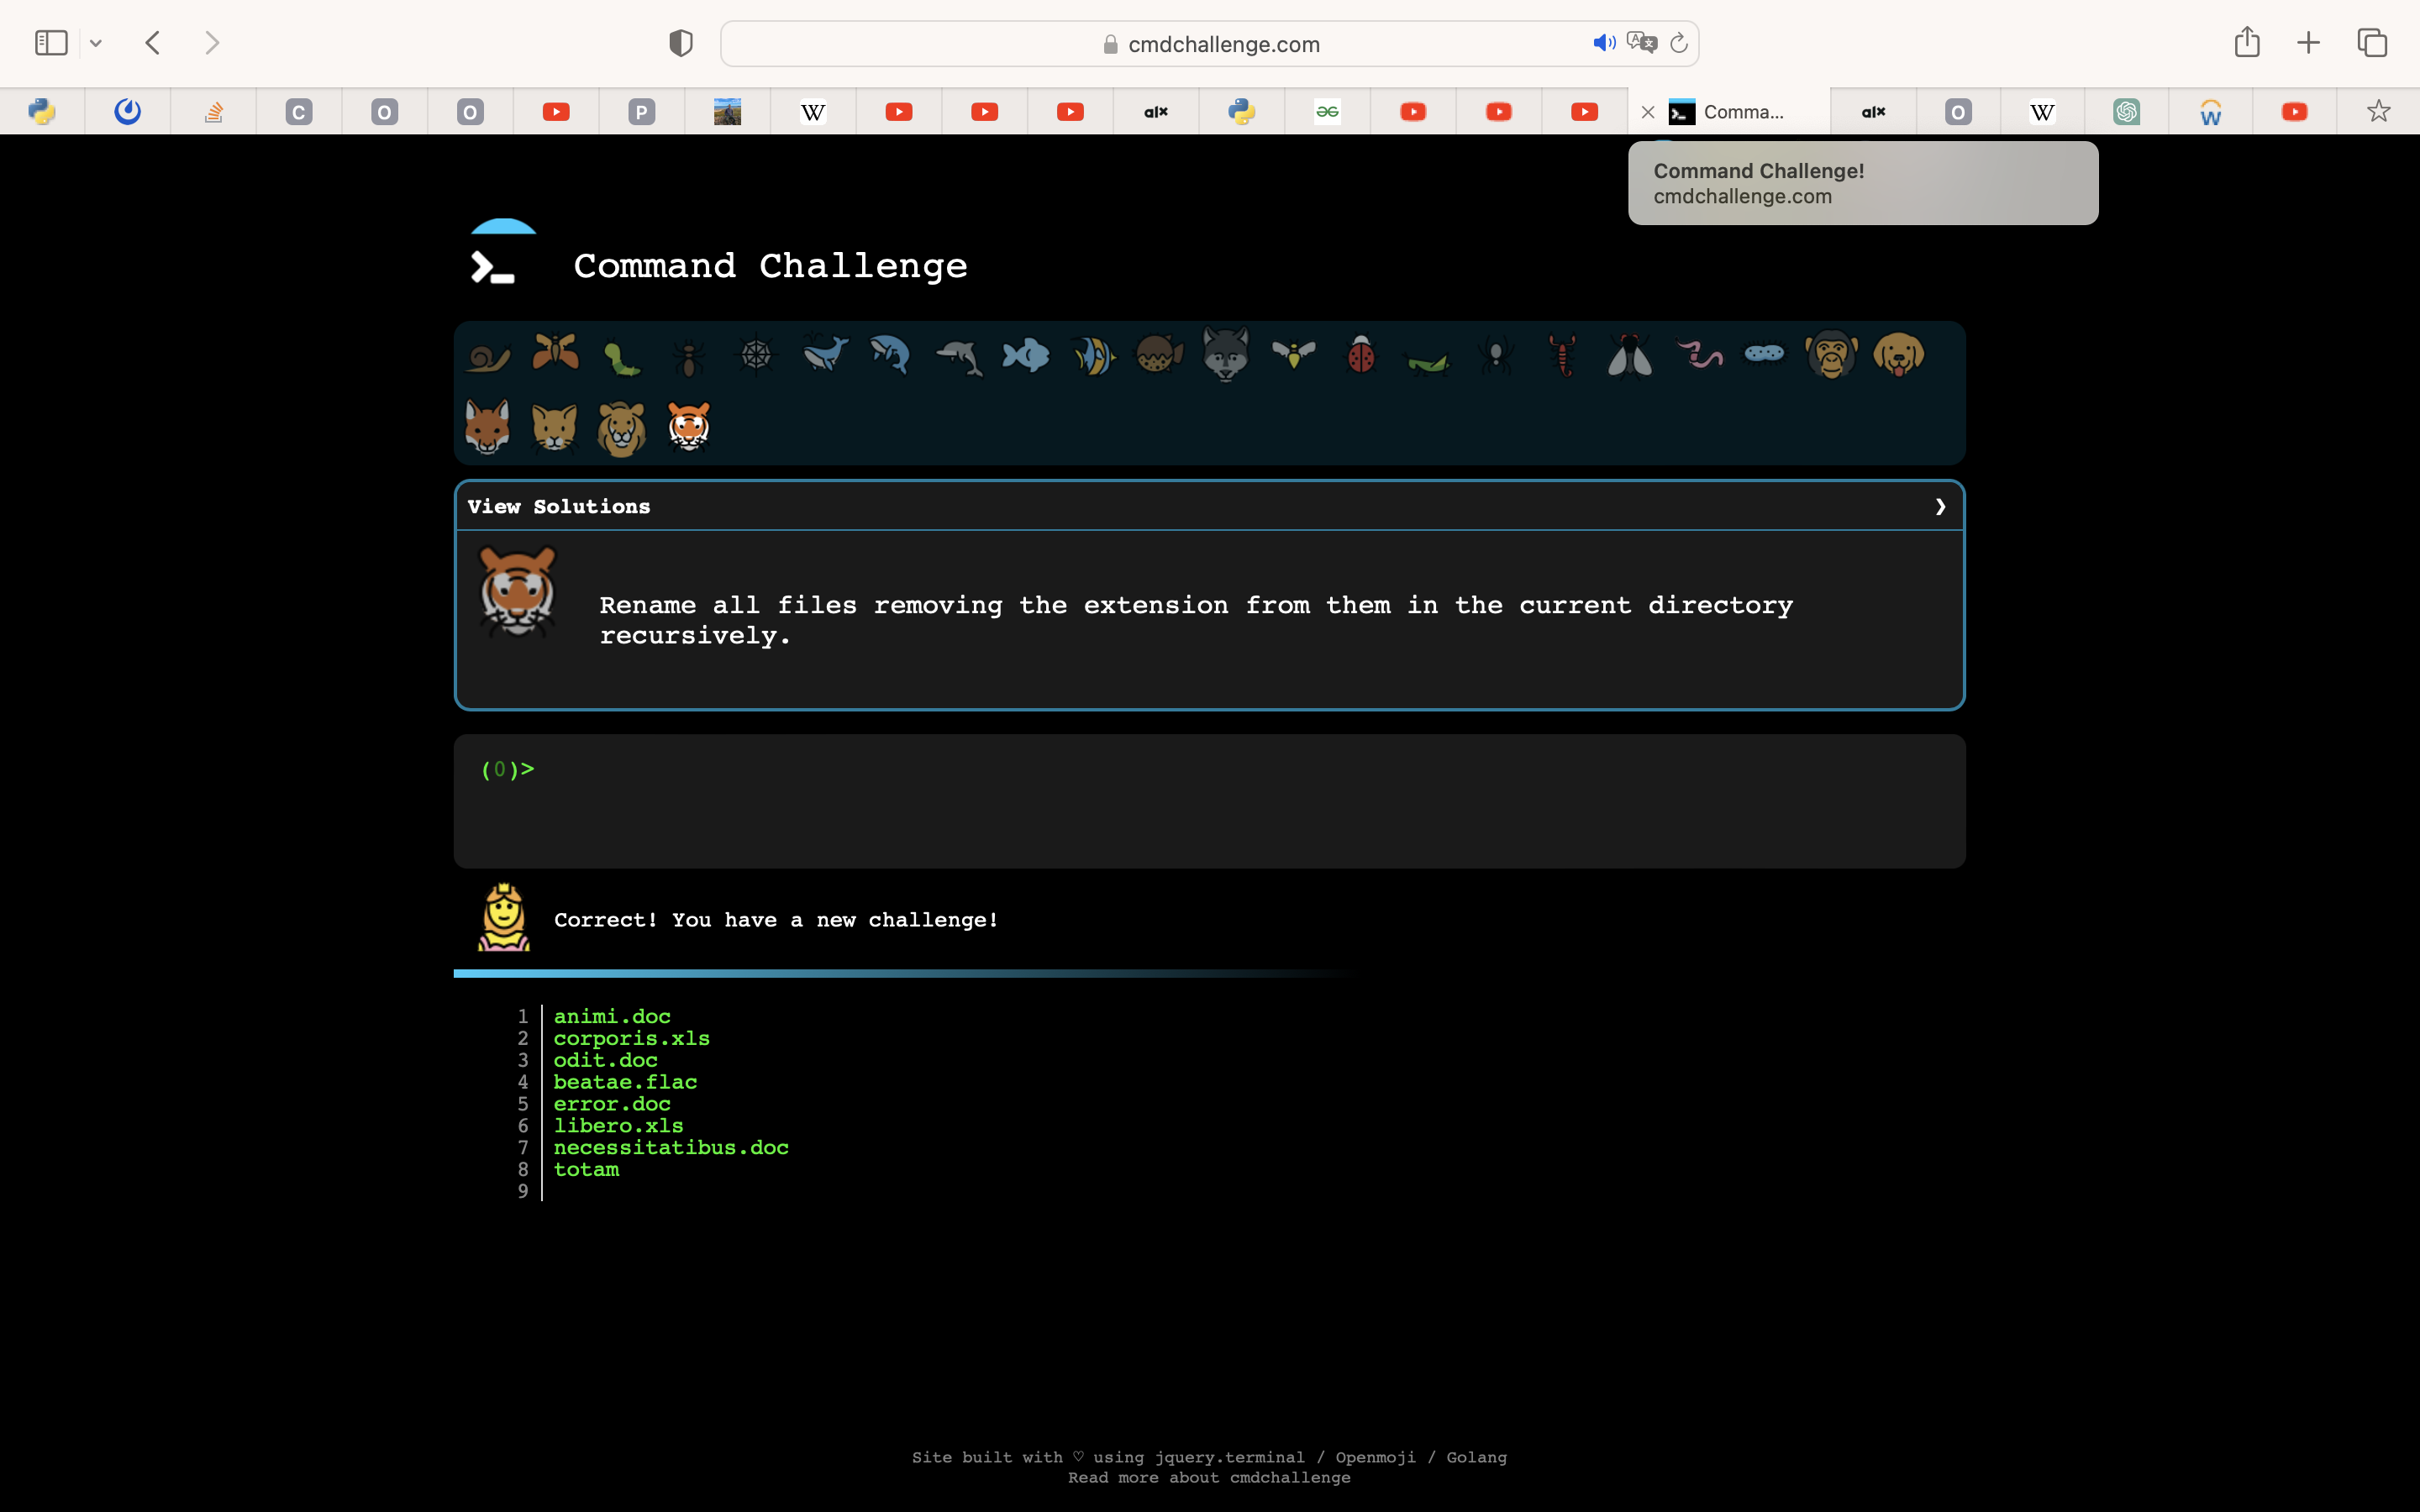 cmdchallenge.com
C
O
O
P
W
alx
Comma...
alx
O
W
Command Challenge!
cmdchallenge.com
Command Challenge
View Solutions ❯
Rename all files removing the extension from them in the current directory
recursively.
(0)>
Correct! You have a new challenge!
1 animi.doc
2 corporis.xls
3 odit.doc
4 beatae.flac
5 error.doc
6 libero.xls
7 necessitatibus.doc
8 totam
9
Site built with ♡ using jquery.terminal / Openmoji / Golang
Read more about cmdchallenge